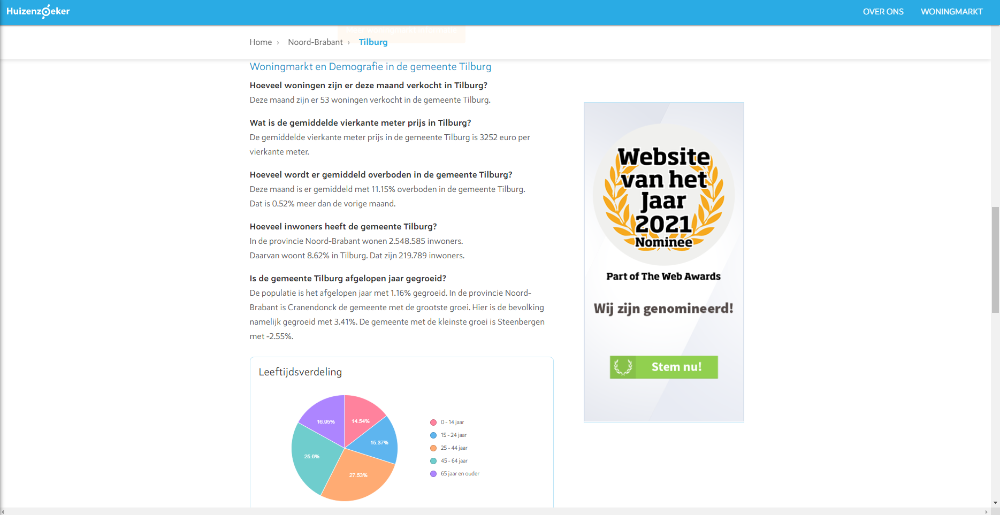 Huizenzoeker
OVER ONS
WONINGMARKT
Home › Noord-Brabant › Tilburg
Woningmarkt en Demografie in de gemeente Tilburg
Hoeveel woningen zijn er deze maand verkocht in Tilburg?
Deze maand zijn er 53 woningen verkocht in de gemeente Tilburg.
Wat is de gemiddelde vierkante meter prijs in Tilburg?
De gemiddelde vierkante meter prijs in de gemeente Tilburg is 3252 euro per
vierkante meter.
Hoeveel wordt er gemiddeld overboden in de gemeente Tilburg?
Deze maand is er gemiddeld met 11.15% overboden in de gemeente Tilburg.
Dat is 0.52% meer dan de vorige maand.
Hoeveel inwoners heeft de gemeente Tilburg?
In de provincie Noord-Brabant wonen 2.548.585 inwoners.
Daarvan woont 8.62% in Tilburg. Dat zijn 219.789 inwoners.
Is de gemeente Tilburg afgelopen jaar gegroeid?
De populatie is het afgelopen jaar met 1.16% gegroeid. In de provincie Noord-
Brabant is Cranendonck de gemeente met de grootste groei. Hier is de bevolking
namelijk gegroeid met 3.41%. De gemeente met de kleinste groei is Steenbergen
met -2.55%.
Leeftijdsverdeling
16.95%
14.54%
15.37%
25.6%
27.53%
0 - 14 jaar
15 - 24 jaar
25 - 44 jaar
45 - 64 jaar
65 jaar en ouder
Website
van het
Jaar
2021
Nominee
Part of The Web Awards
Wij zijn genomineerd!
Stem nu!